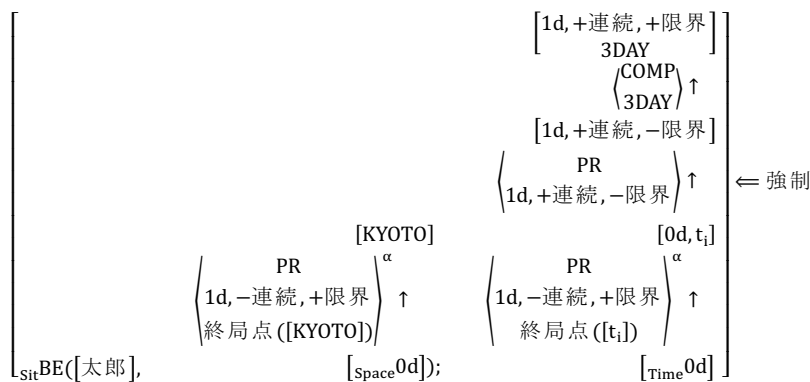 [1d,+連続,+限界]
3DAY
⟨COMP
3DAY⟩ ↑
[1d,+連続,−限界]
⟨PR
1d,+連続,−限界⟩ ↑ ⇐ 強制
[KYOTO] [0d,tᵢ]
⟨PR
1d,−連続,+限界
終局点([KYOTO])⟩ᵅ ↑
⟨PR
1d,−連続,+限界
終局点([tᵢ])⟩ᵅ ↑
SitBE([太郎], [Space0d]); [Time0d]